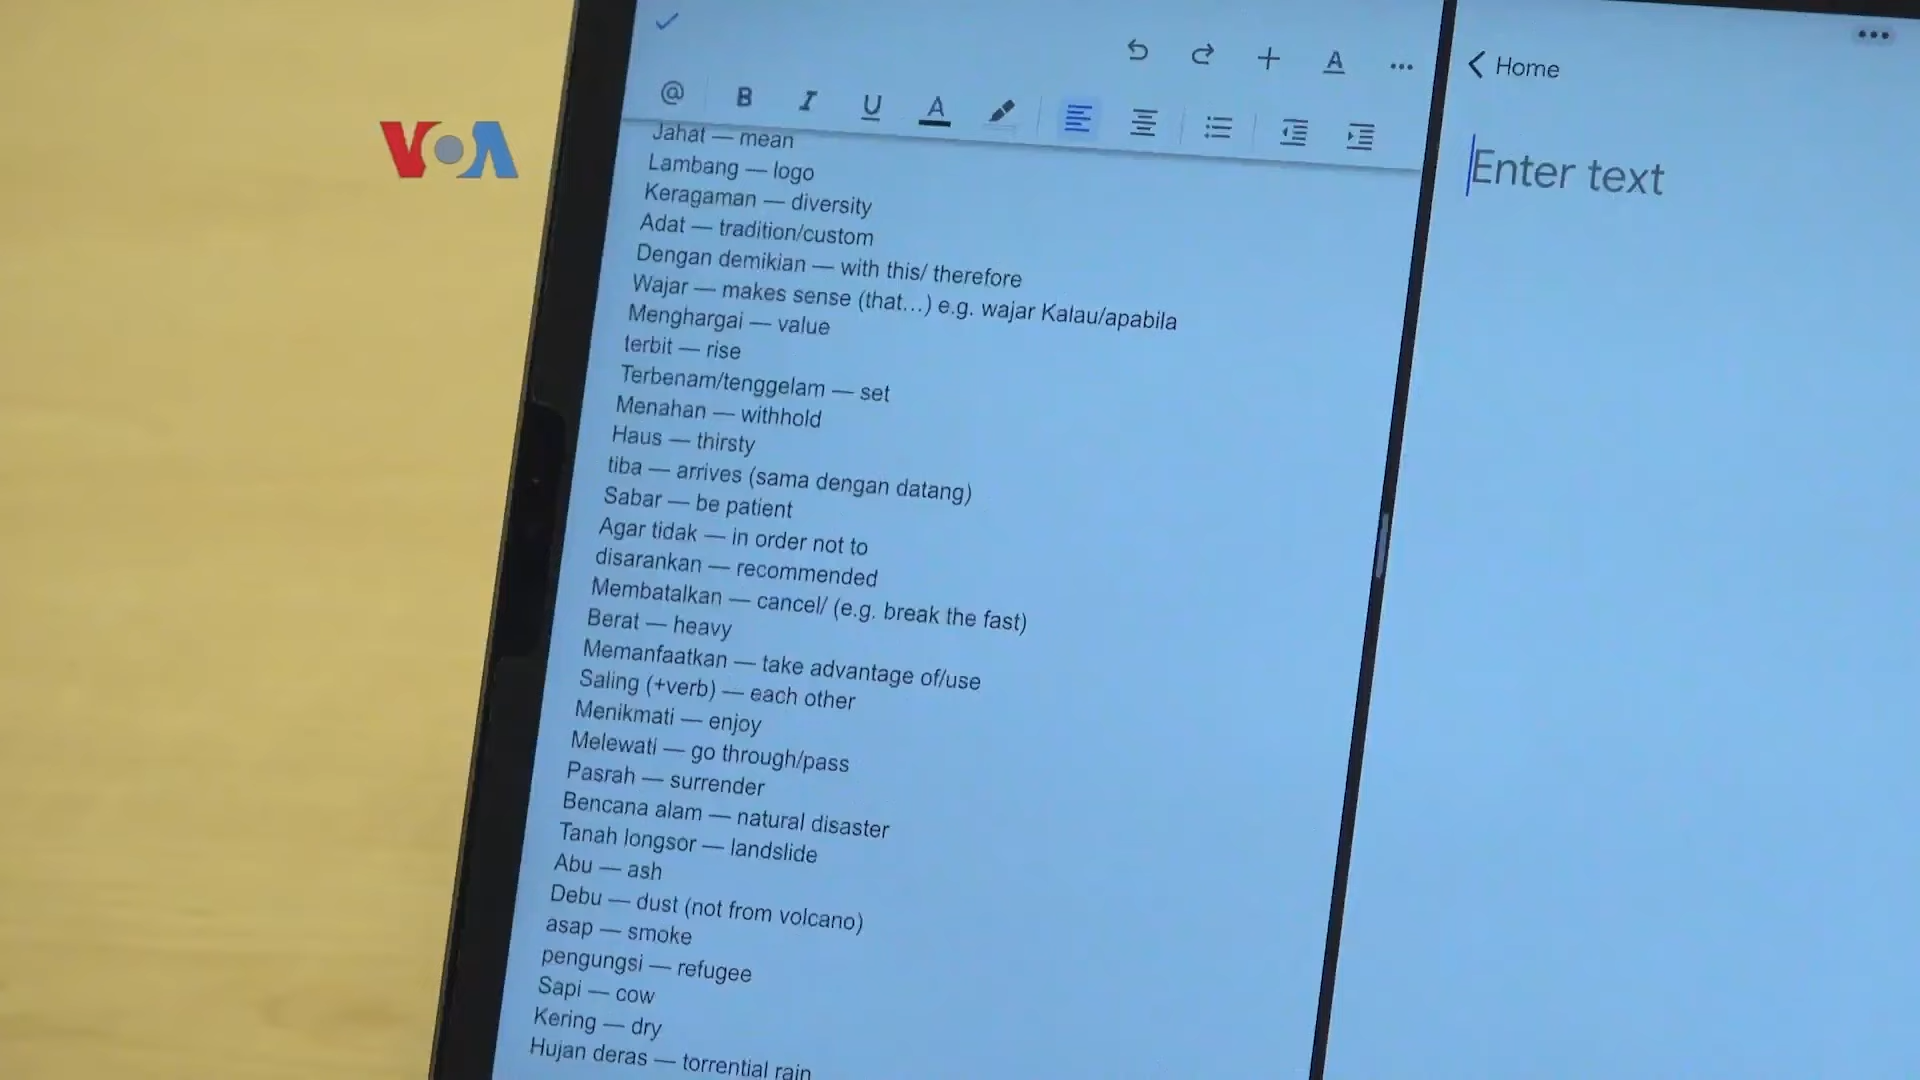 VOA
@ B I U A
A
Jahat — mean
Lambang — logo
Keragaman — diversity
Adat — tradition/custom
Dengan demikian — with this/ therefore
Wajar — makes sense (that...) e.g. wajar Kalau/apabila
Menghargai — value
terbit — rise
Terbenam/tenggelam — set
Menahan — withhold
Haus — thirsty
tiba — arrives (sama dengan datang)
Sabar — be patient
Agar tidak — in order not to
disarankan — recommended
Membatalkan — cancel/ (e.g. break the fast)
Berat — heavy
Memanfaatkan — take advantage of/use
Saling (+verb) — each other
Menikmati — enjoy
Melewati — go through/pass
Pasrah — surrender
Bencana alam — natural disaster
Tanah longsor — landslide
Abu — ash
Debu — dust (not from volcano)
asap — smoke
pengungsi — refugee
Sapi — cow
Kering — dry
Hujan deras — torrential rain
Home
Enter text